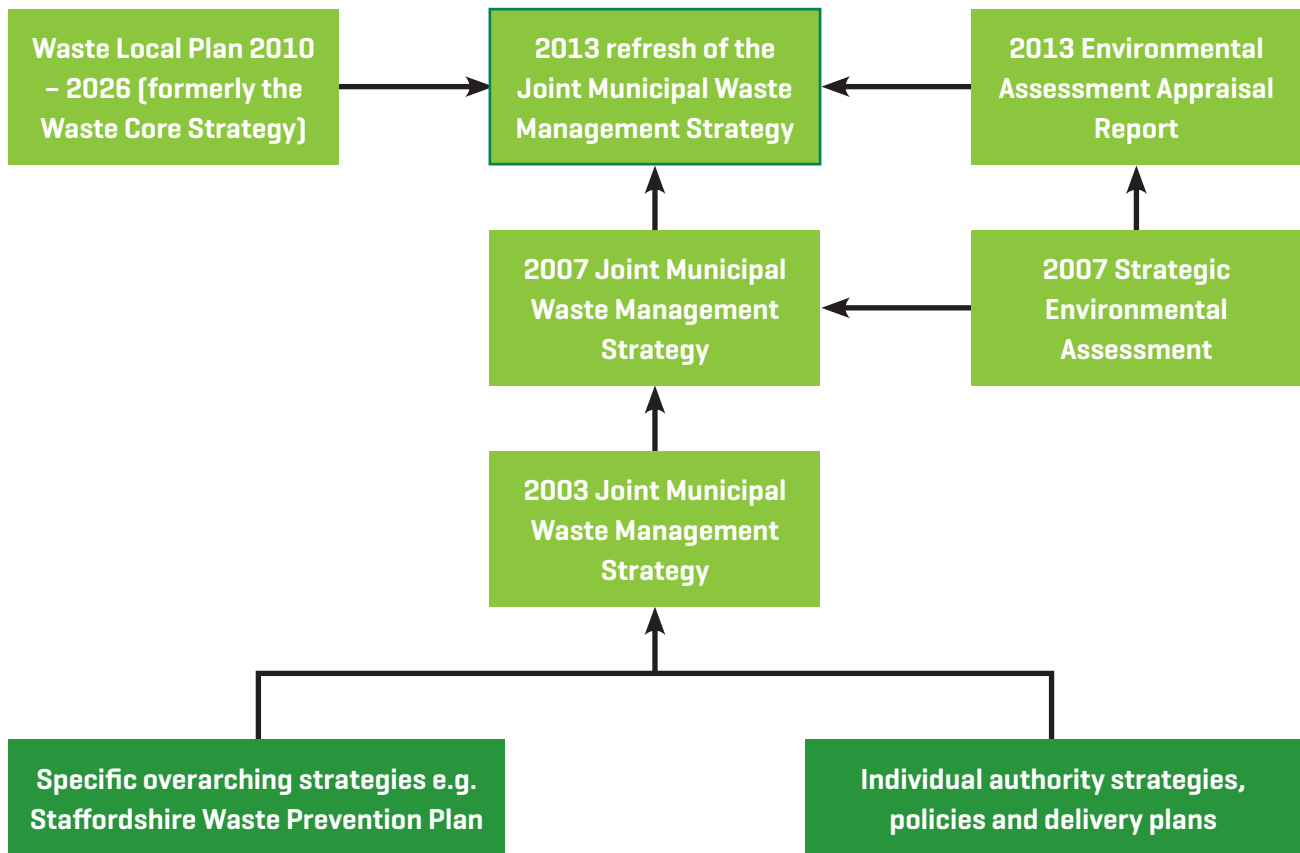 Waste Local Plan 2010
– 2026 (formerly the
Waste Core Strategy)
2013 refresh of the
Joint Municipal Waste
Management Strategy
2013 Environmental
Assessment Appraisal
Report
2007 Joint Municipal
Waste Management
Strategy
2007 Strategic
Environmental
Assessment
2003 Joint Municipal
Waste Management
Strategy
Specific overarching strategies e.g.
Staffordshire Waste Prevention Plan
Individual authority strategies,
policies and delivery plans